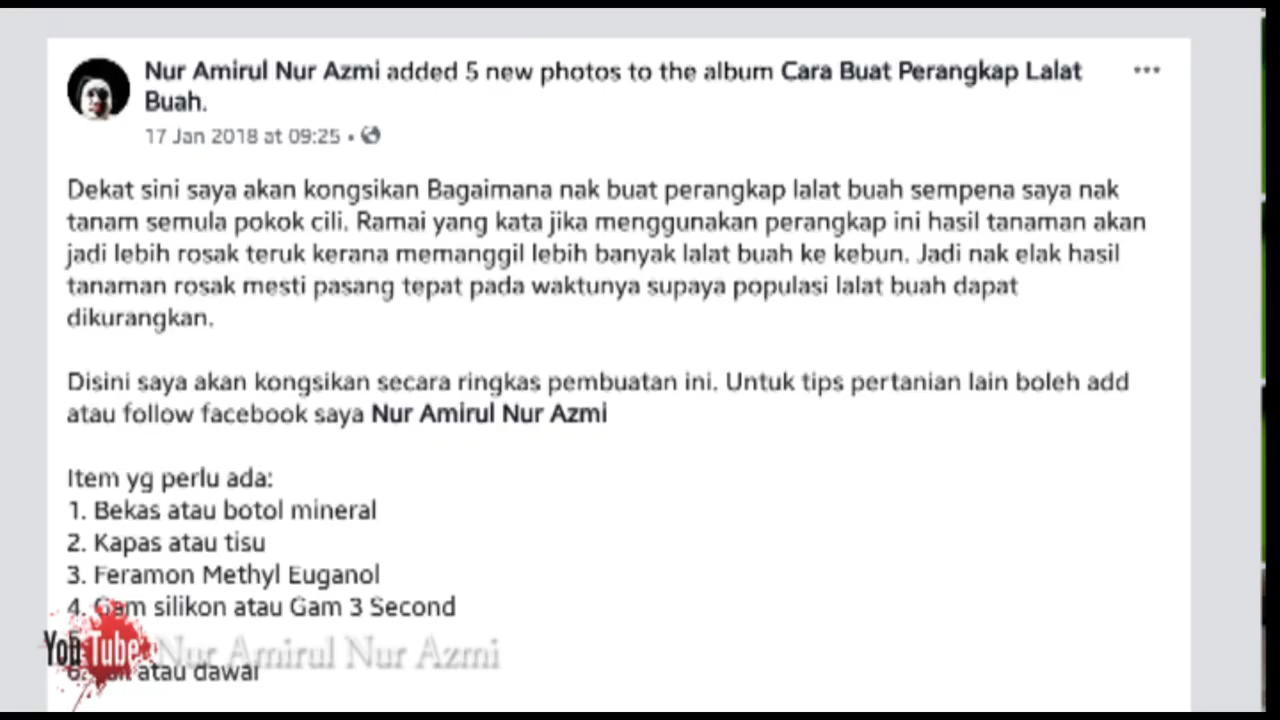 Nur Amirul Nur Azmi added 5 new photos to the album Cara Buat Perangkap Lalat
Buah.
17 Jan 2018 at 09:25
Dekat sini saya akan kongsikan Bagaimana nak buat perangkap lalat buah sempena saya nak
tanam semula pokok cili. Ramai yang kata jika menggunakan perangkap ini hasil tanaman akan
jadi lebih rosak teruk kerana memanggil lebih banyak lalat buah ke kebun. Jadi nak elak hasil
tanaman rosak mesti pasang tepat pada waktunya supaya populasi lalat buah dapat
dikurangkan.
Disini saya akan kongsikan secara ringkas pembuatan ini. Untuk tips pertanian lain boleh add
atau follow facebook saya Nur Amirul Nur Azmi
Item yg perlu ada:
1. Bekas atau botol mineral
2. Kapas atau tisu
3. Feramon Methyl Euganol
4. Gam silikon atau Gam 3 Second
YouTube Nur Amirul Nur Azmi
6. atau dawai